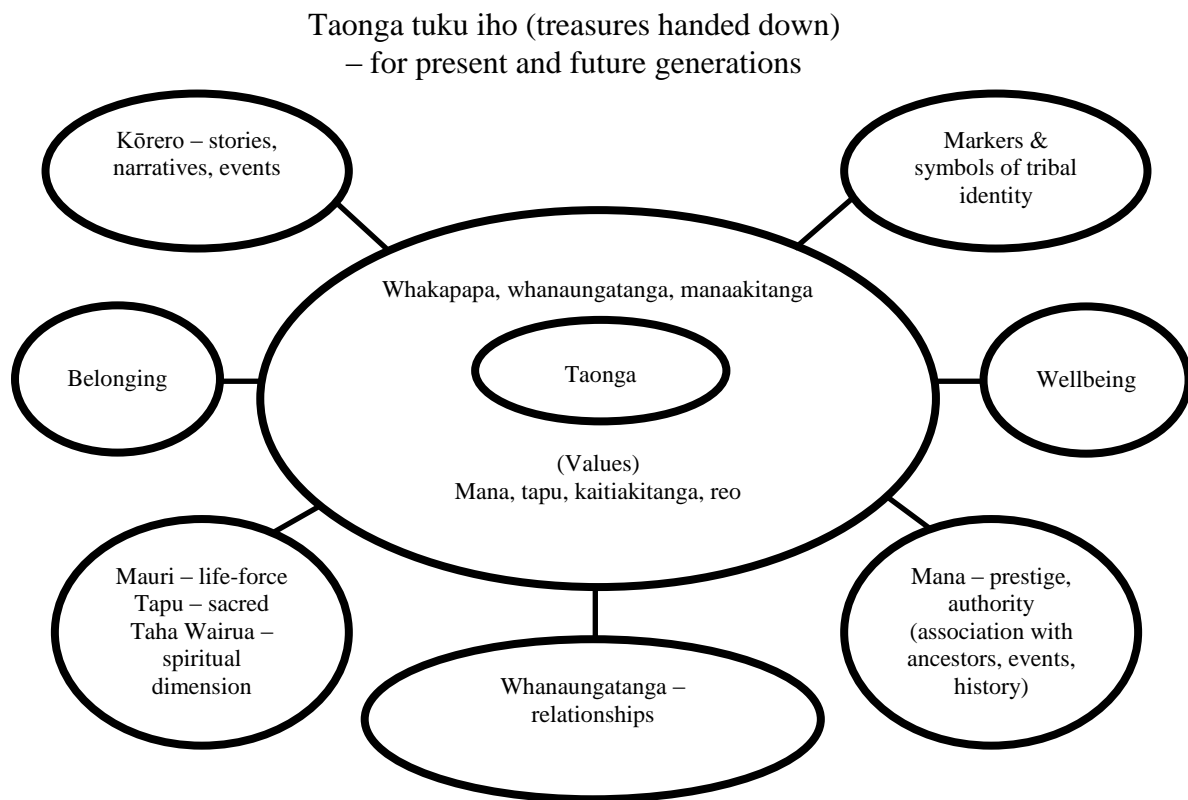 Taonga tuku iho (treasures handed down)
– for present and future generations
Kōrero – stories,
narratives, events
Markers &
symbols of tribal
identity
Whakapapa, whanaungatanga, manaakitanga
Belonging
Taonga
Wellbeing
(Values)
Mana, tapu, kaitiakitanga, reo
Mauri – life-force
Tapu – sacred
Taha Wairua –
spiritual
dimension
Whanaungatanga –
relationships
Mana – prestige,
authority
(association with
ancestors, events,
history)